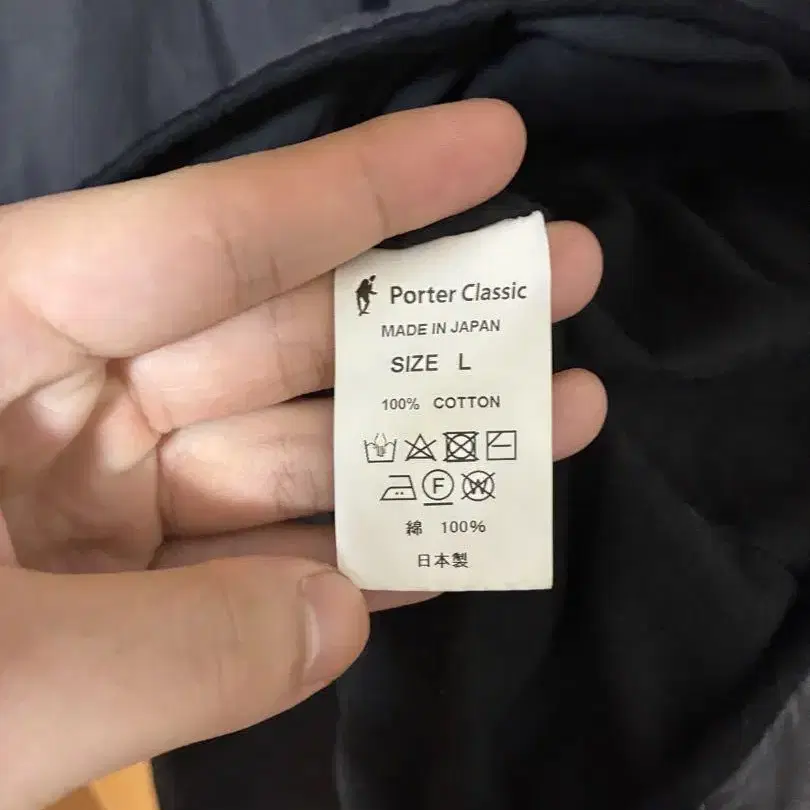 Porter Classic
MADE IN JAPAN
SIZE L
100% COTTON
F W
綿 100%
日本製